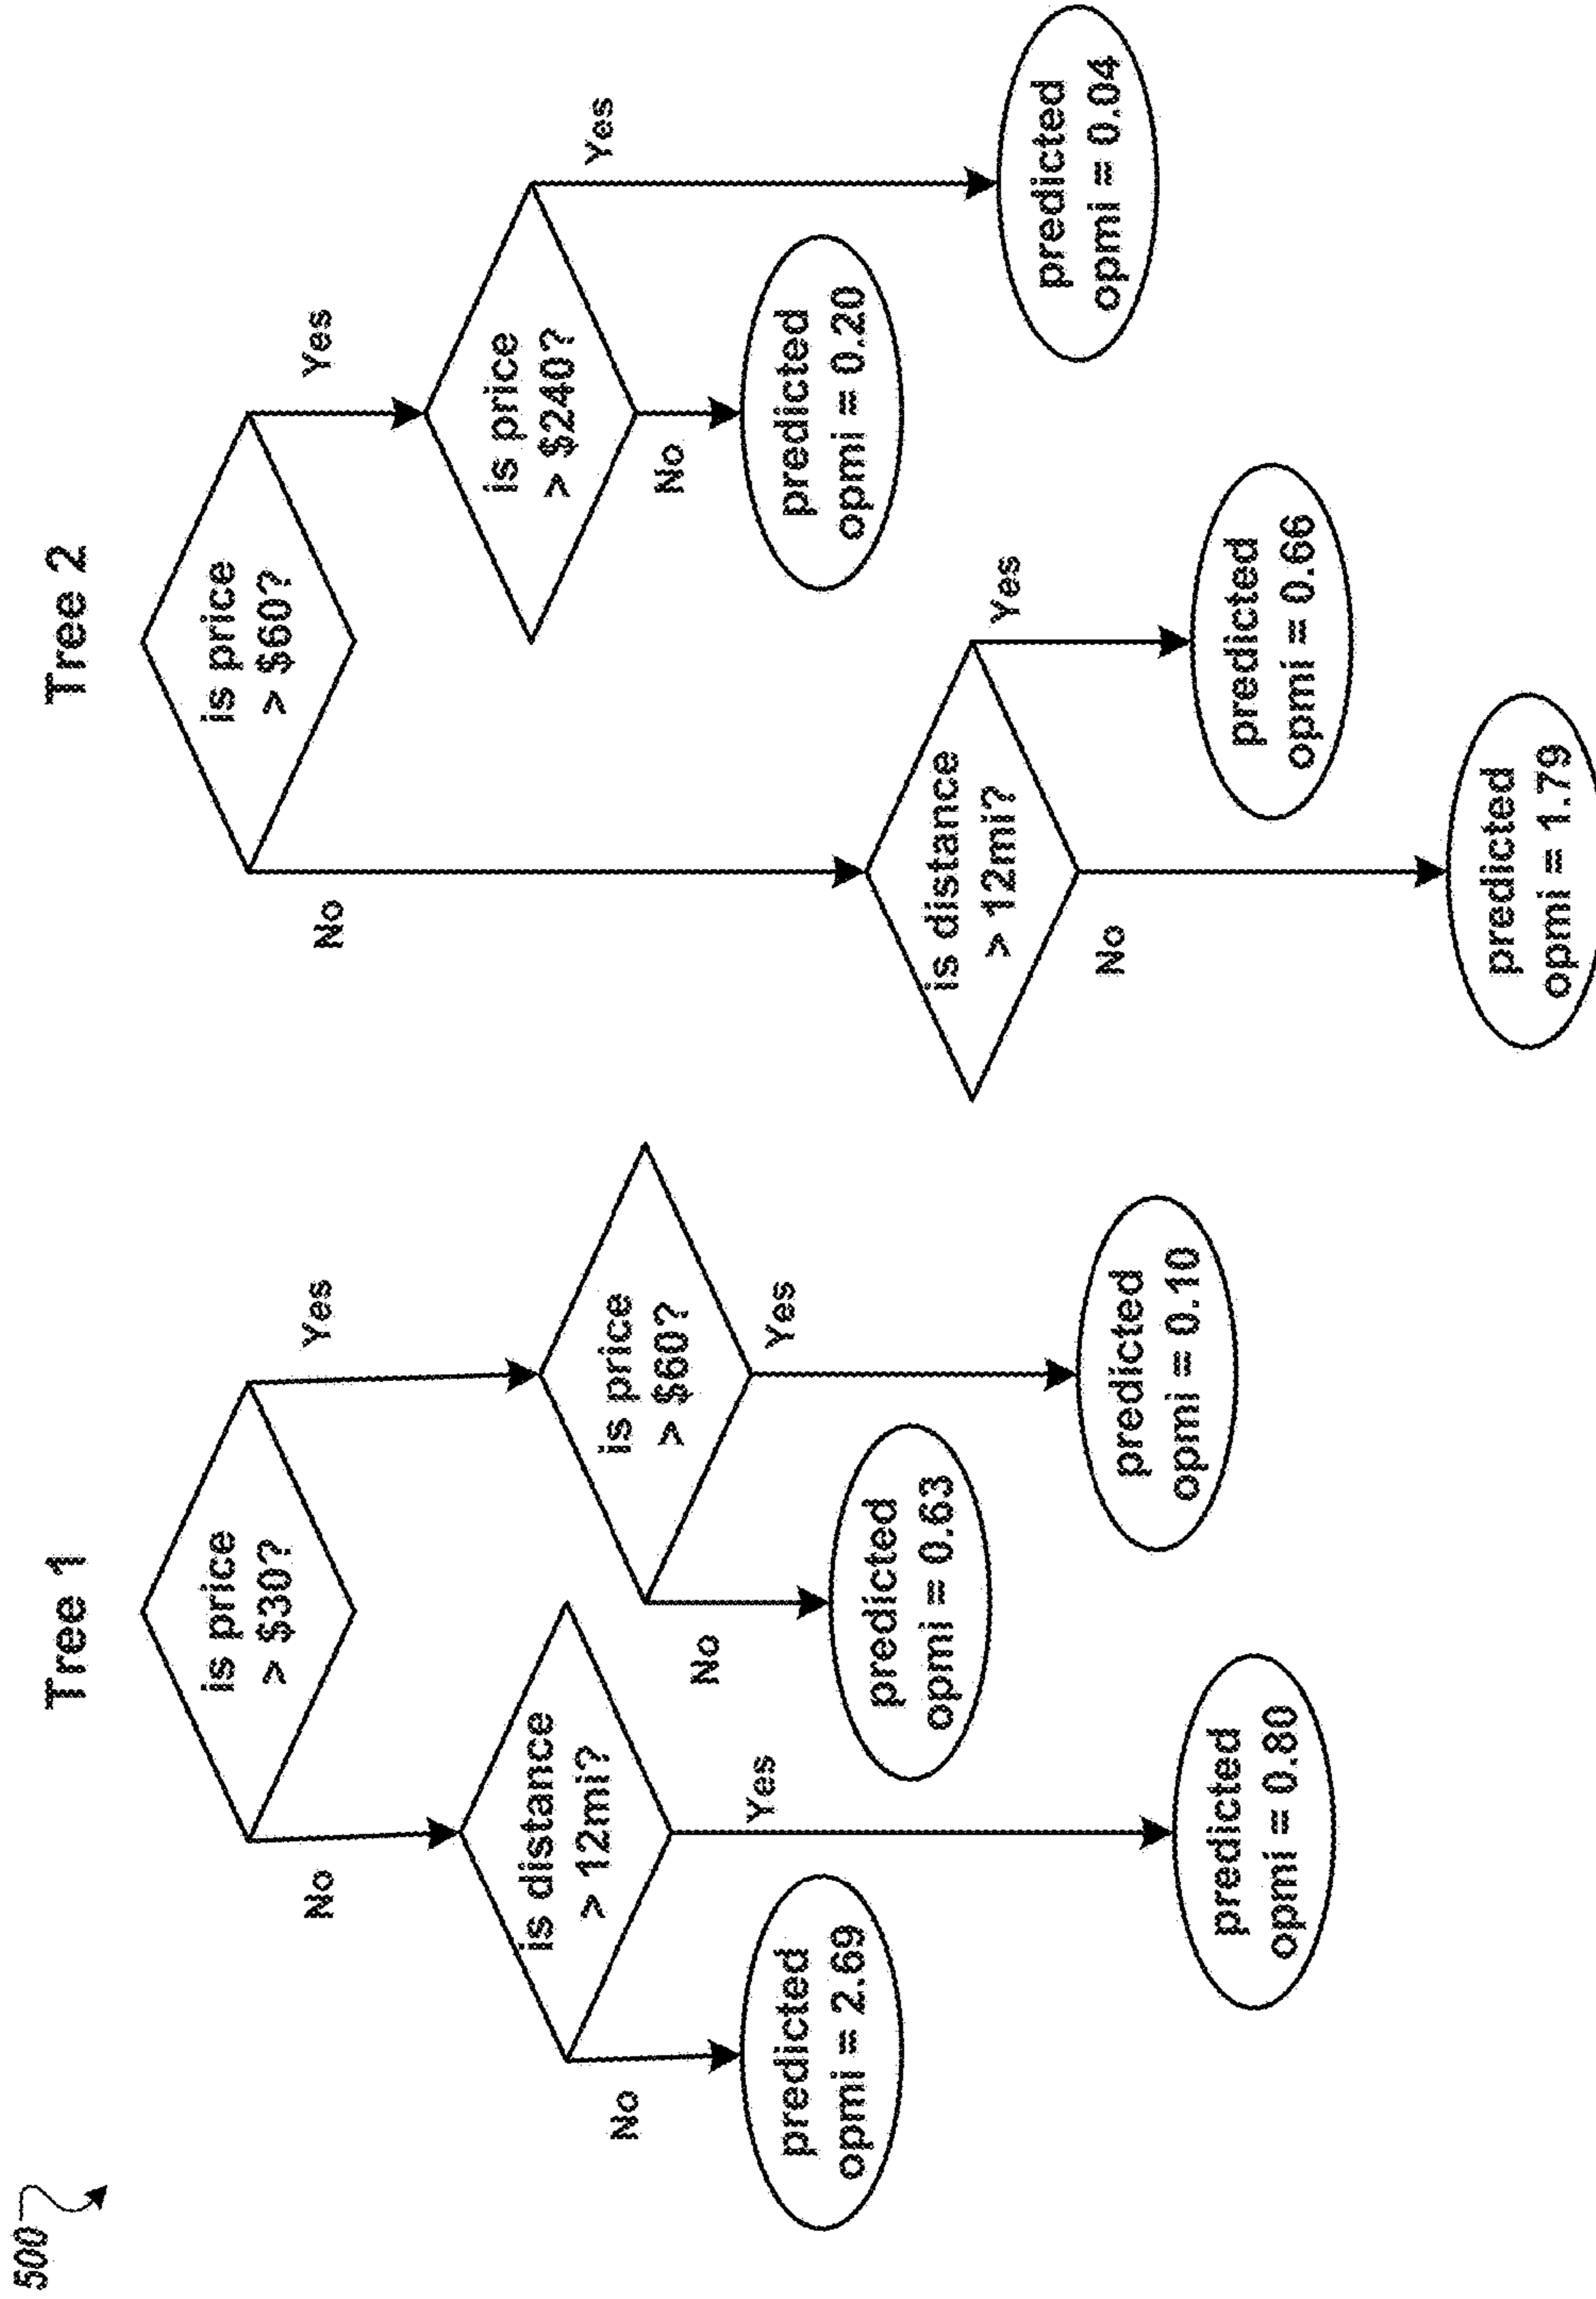 500
Tree 1
is price
> $30?
No
Yes
is distance
> 12mi?
is price
> $60?
No
Yes
No
Yes
predicted
opmi = 2.69
predicted
opmi = 0.80
predicted
opmi = 0.63
predicted
opmi = 0.10
Tree 2
is price
> $60?
No
Yes
is distance
> 12mi?
is price
> $240?
No
Yes
No
Yes
predicted
opmi = 1.79
predicted
opmi = 0.66
predicted
opmi = 0.20
predicted
opmi = 0.04